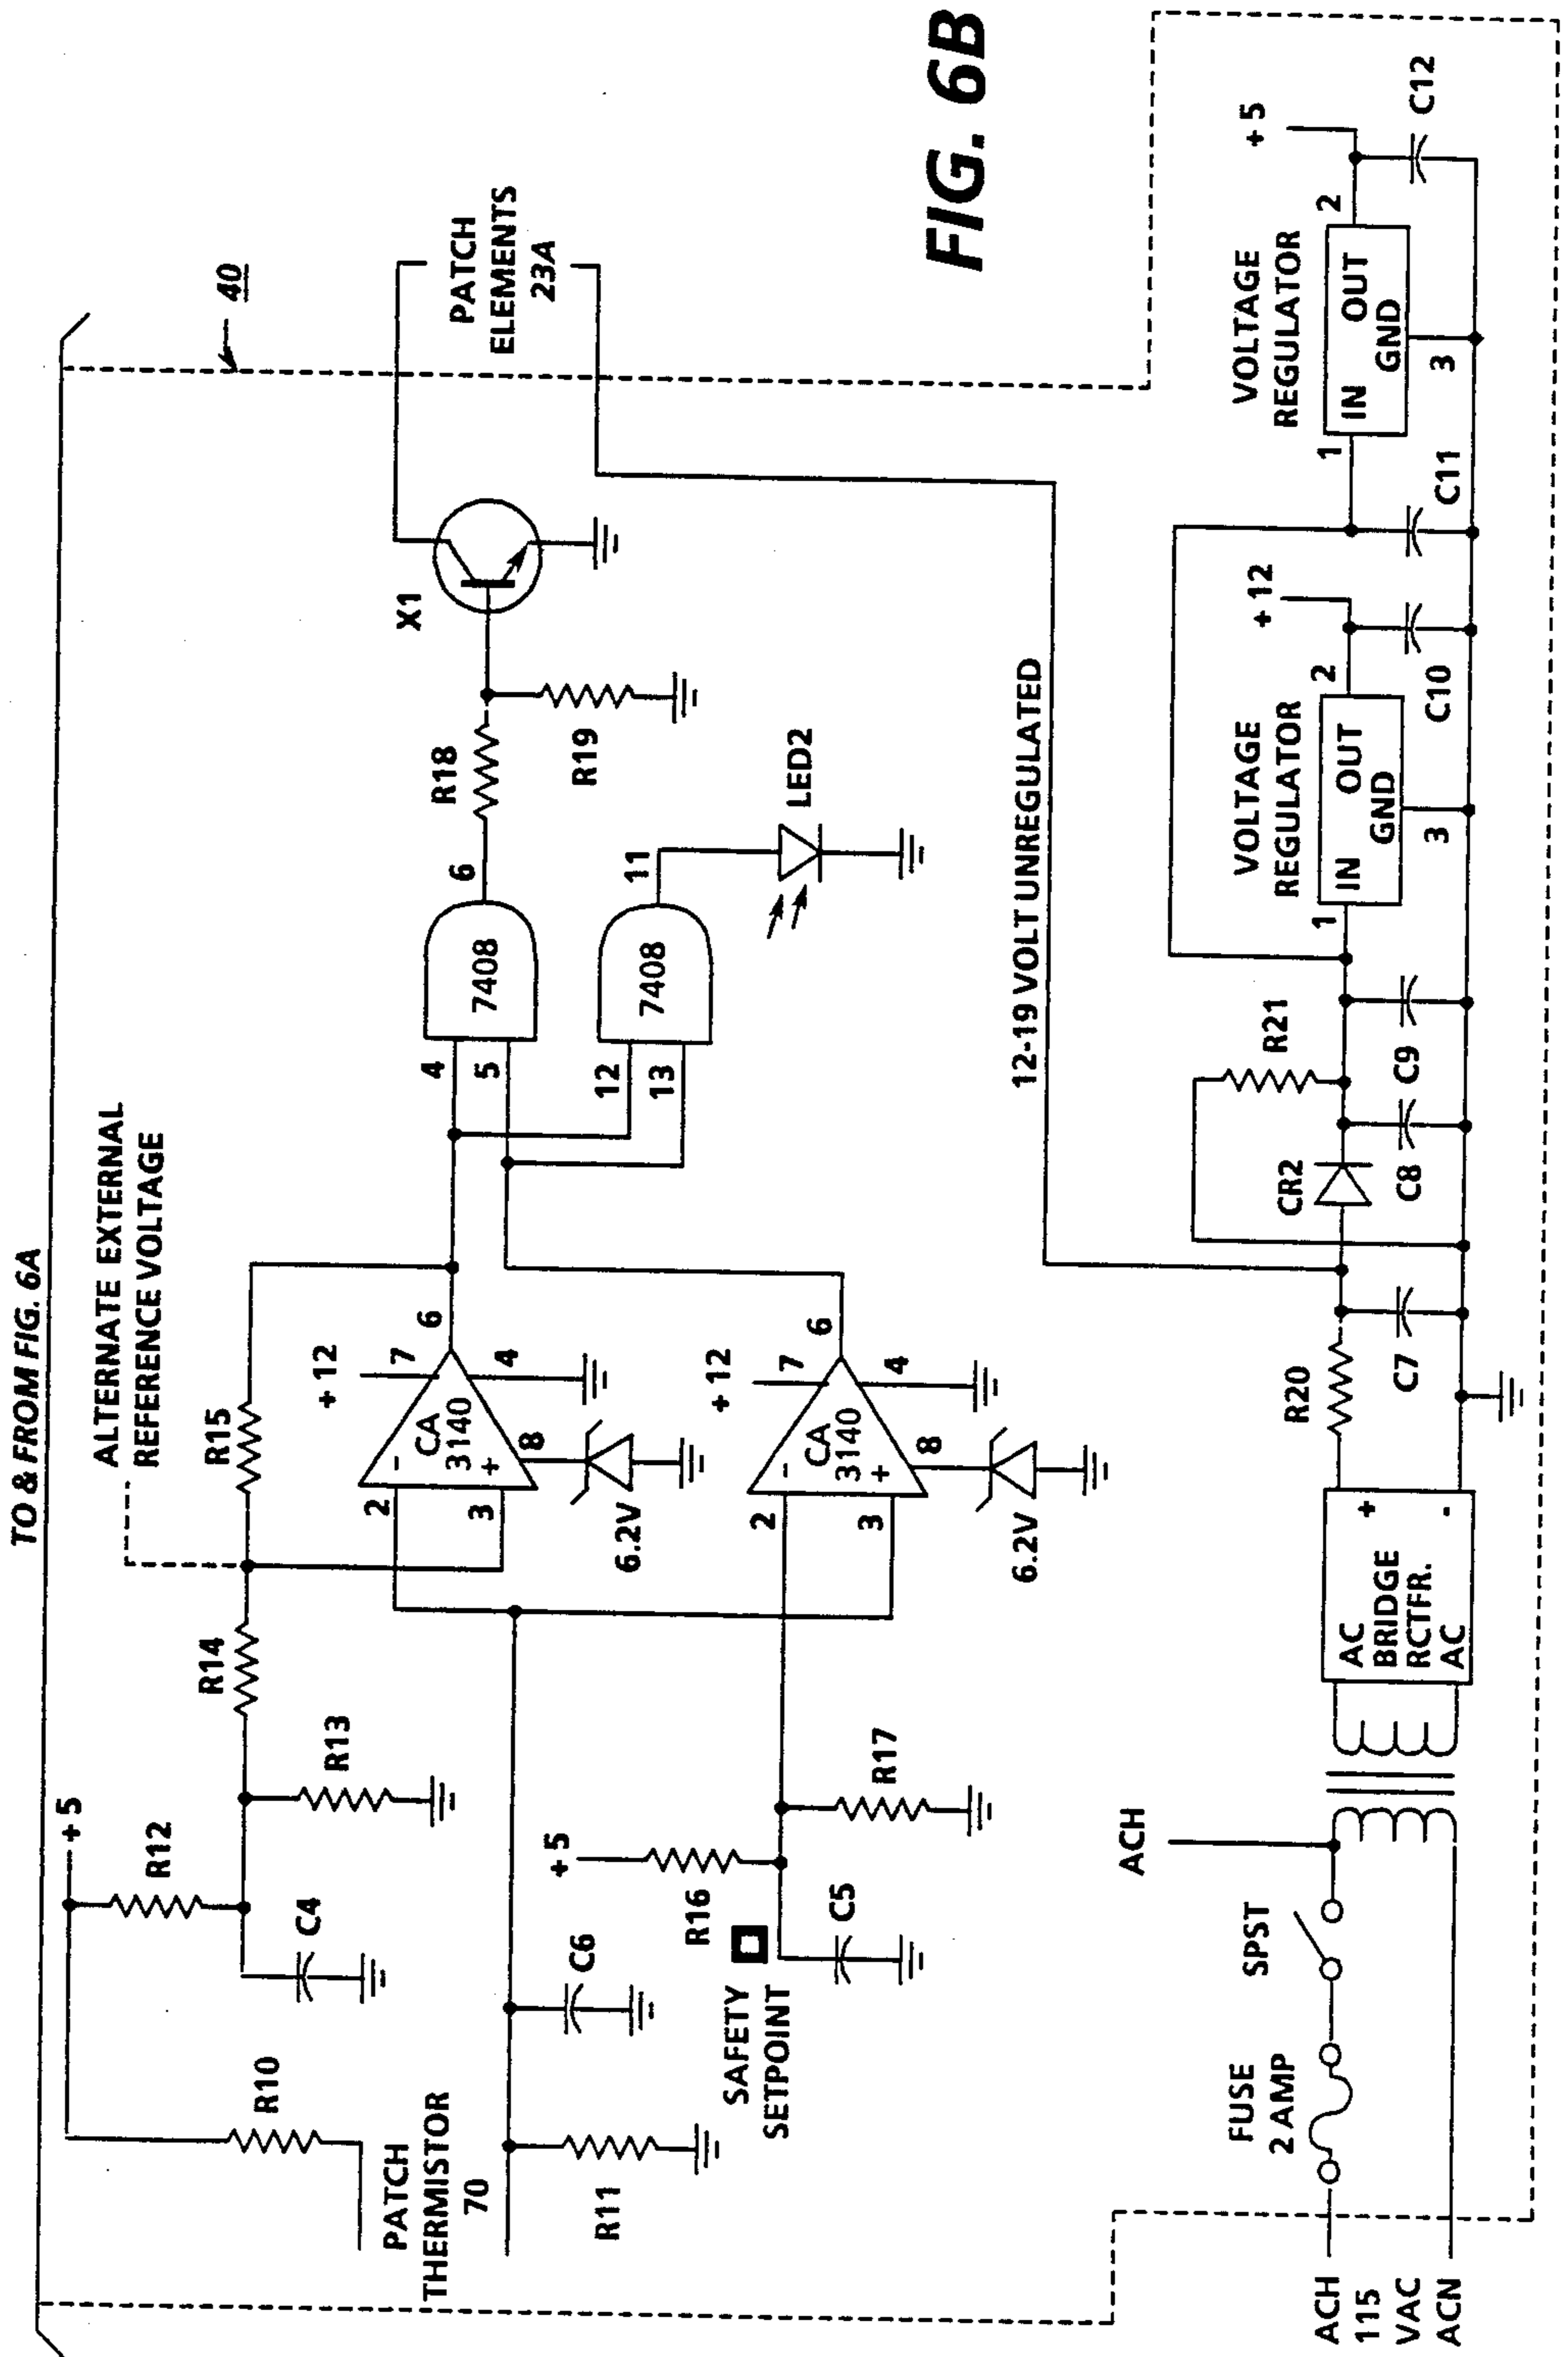 TO & FROM FIG. 6A
40
+5
R12
R10
C4
R13
R14
R15
ALTERNATE EXTERNAL
REFERENCE VOLTAGE
PATCH
THERMISTOR
70
R11
C6
+12
2
-
CA
3140
+
3
7
6
4
8
6.2V
4
5
7408
6
12
13
7408
11
R18
R19
LED2
X1
PATCH
ELEMENTS
23A
SAFETY
SETPOINT
R16
+5
C5
R17
+12
2
-
CA
3140
+
3
7
6
4
8
6.2V
12-19 VOLT UNREGULATED
FIG. 6B
ACH
115
VAC
ACN
FUSE
2 AMP
SPST
ACH
AC +
BRIDGE
RCTFR.
AC -
R20
C7
CR2
C8
R21
C9
VOLTAGE
REGULATOR
1
IN OUT
GND
2
3
+12
C10
C11
VOLTAGE
REGULATOR
1
IN OUT
GND
2
3
+5
C12